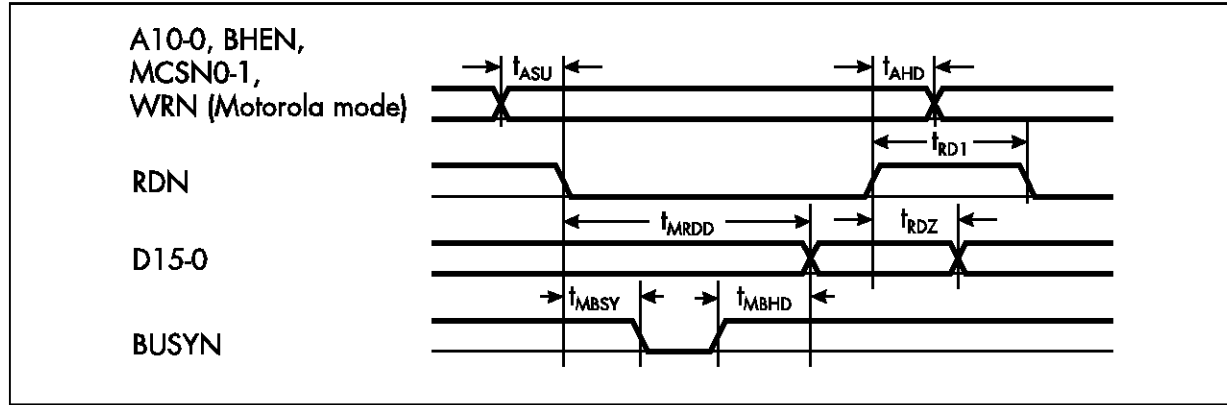 A10-0, BHEN,
MCSN0-1,
WRN (Motorola mode)
tASU
tAHD
tRD1
RDN
tMRDD
tRDZ
D15-0
tMBSY
tMBHD
BUSYN